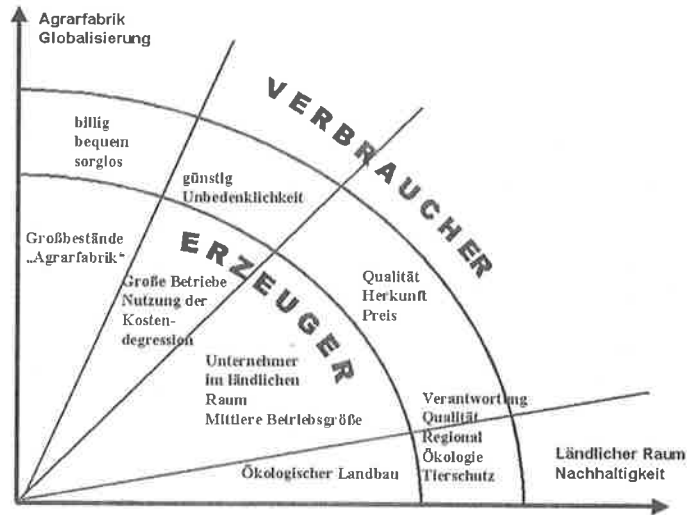 Agrarfabrik
Globalisierung
VERBRAUCHER
billig
bequem
sorglos
günstig
Unbedenklichkeit
ERZEUGER
Großbestände
„Agrarfabrik“
Große Betriebe
Nutzung der
Kosten-
degression
Qualität
Herkunft
Preis
Unternehmer
im ländlichen
Raum
Mittlere Betriebsgröße
Verantwortung
Qualität
Regional
Ökologie
Tierschutz
Ökologischer Landbau
Ländlicher Raum
Nachhaltigkeit